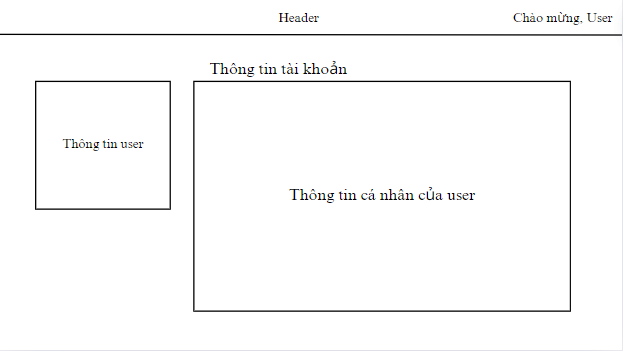 Header
Chào mừng, User
Thông tin tài khoản
Thông tin user
Thông tin cá nhân của user